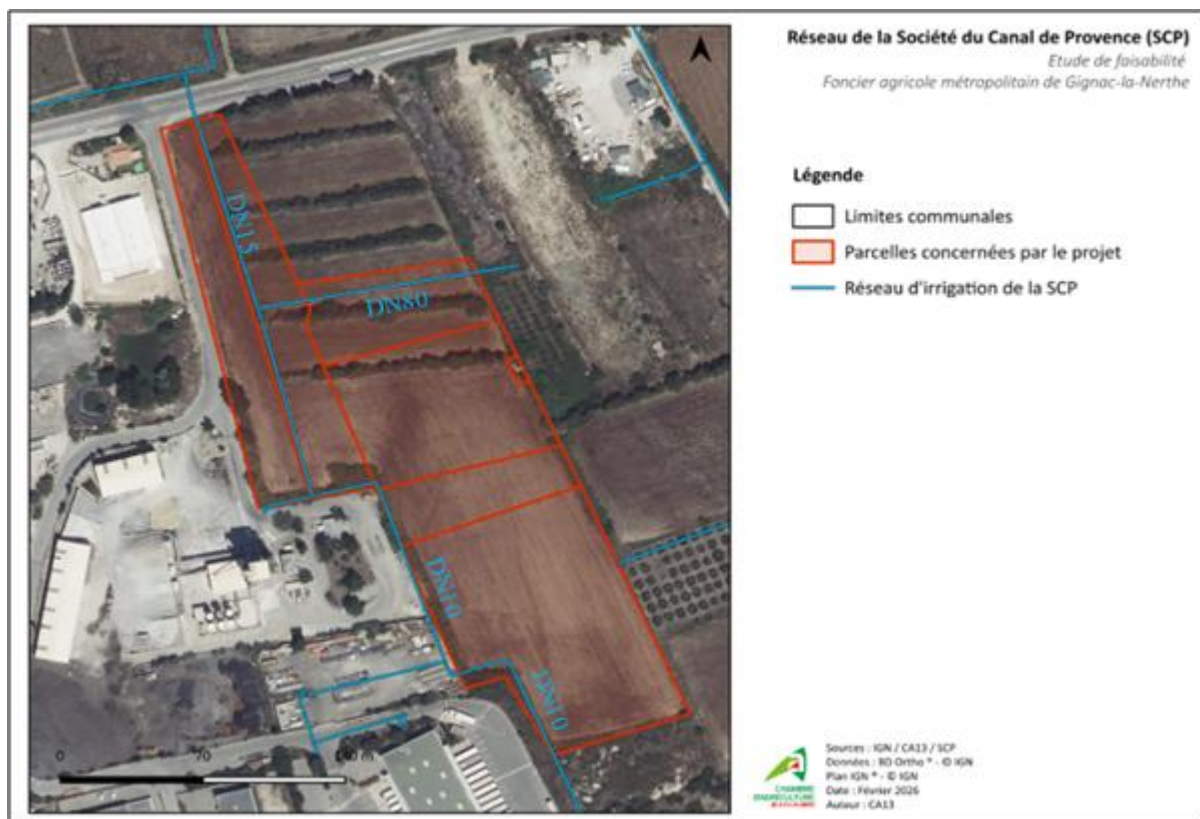 Réseau de la Société du Canal de Provence (SCP)
Etude de faisabilité
Foncier agricole métropolitain de Gignac-la-Nerthe
Légende
Limites communales
Parcelles concernées par le projet
Réseau d'irrigation de la SCP
DN15
DN80
DN10
DN10
0 70 140 m
CHAMBRE
D'AGRICULTURE
Sources : IGN / CA13 / SCP
Données : BD Ortho ® - © IGN
Plan IGN ® - © IGN
Date : Février 2026
Auteur : CA13